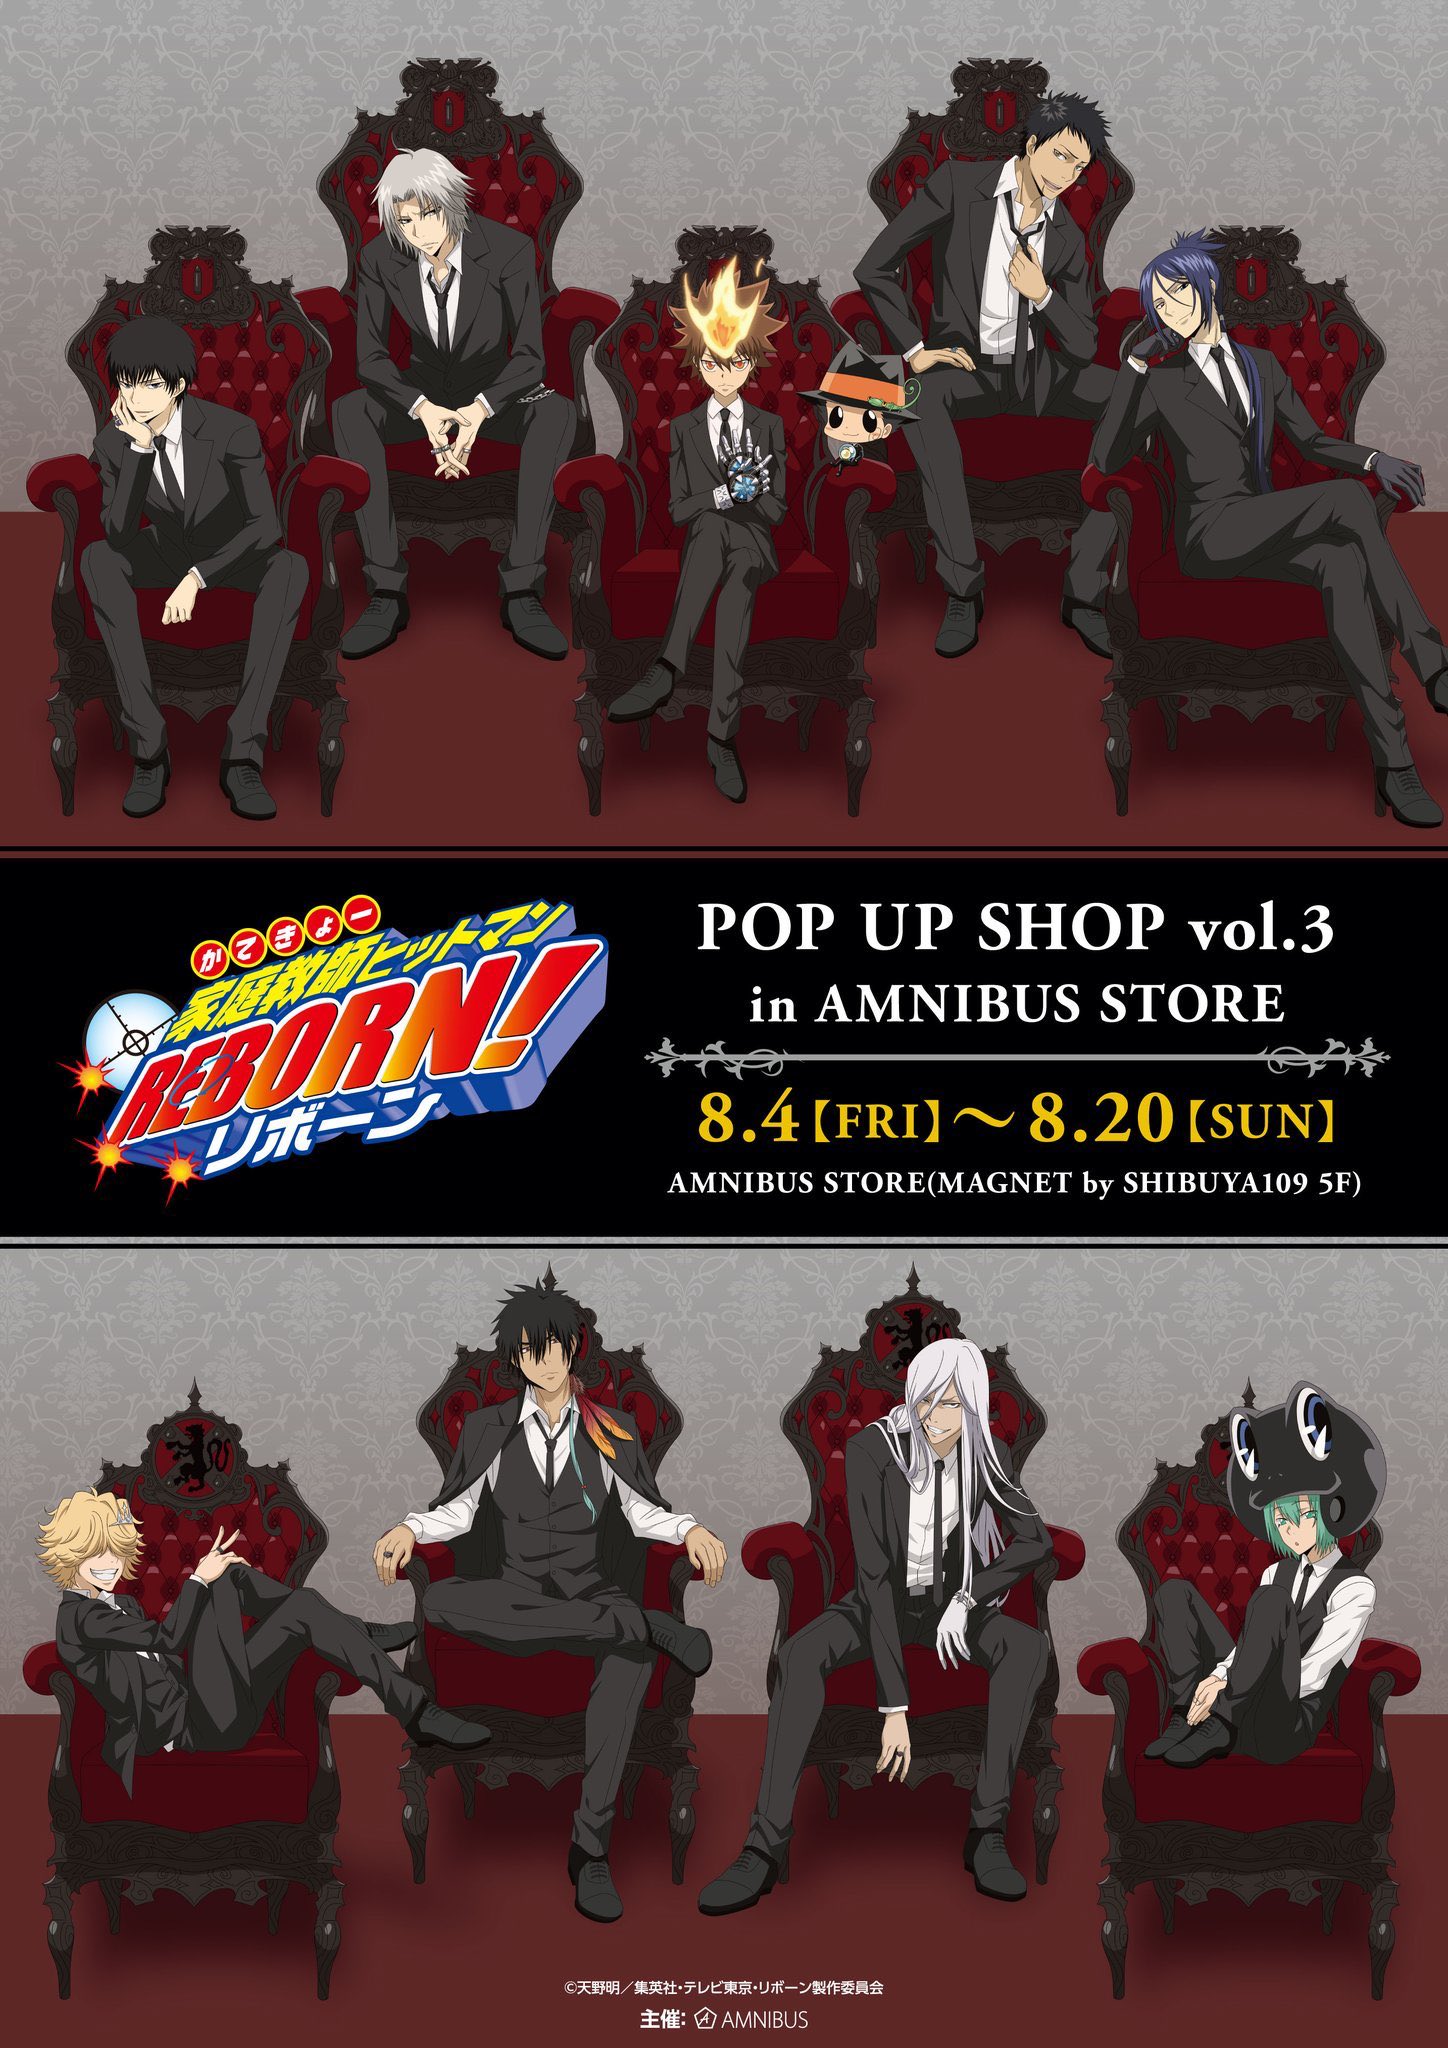 かてきょー
家庭教師ヒットマン
REBORN!
リボーン
POP UP SHOP vol.3
in AMNIBUS STORE
8.4【FRI】～8.20【SUN】
AMNIBUS STORE(MAGNET by SHIBUYA109 5F)
©天野明／集英社・テレビ東京・リボーン製作委員会
主催: AMNIBUS